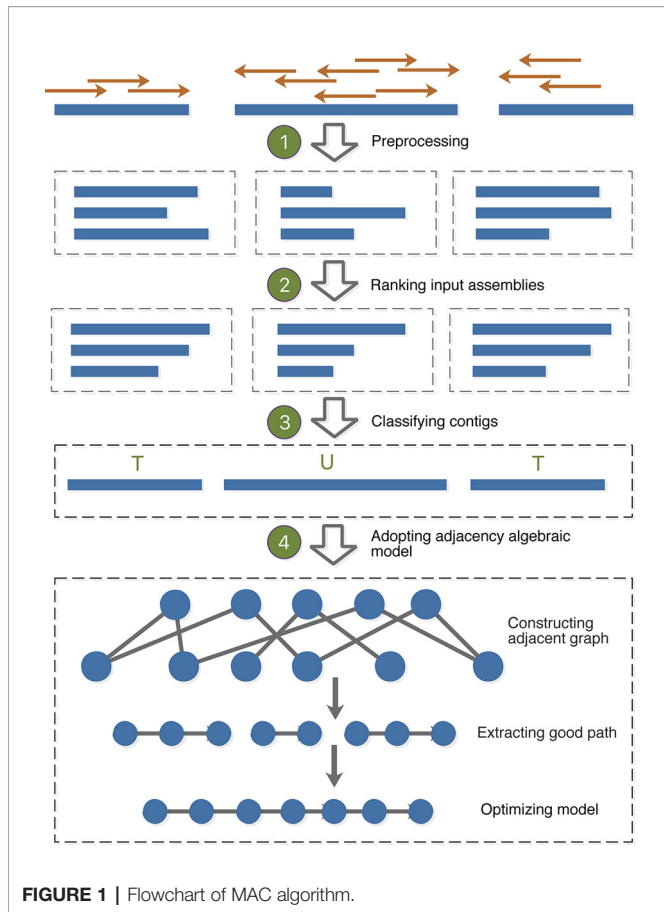 1 Preprocessing
2 Ranking input assemblies
3 Classifying contigs
T U T
4 Adopting adjacency algebraic
model
Constructing
adjacent graph
Extracting good path
Optimizing model
FIGURE 1 | Flowchart of MAC algorithm.